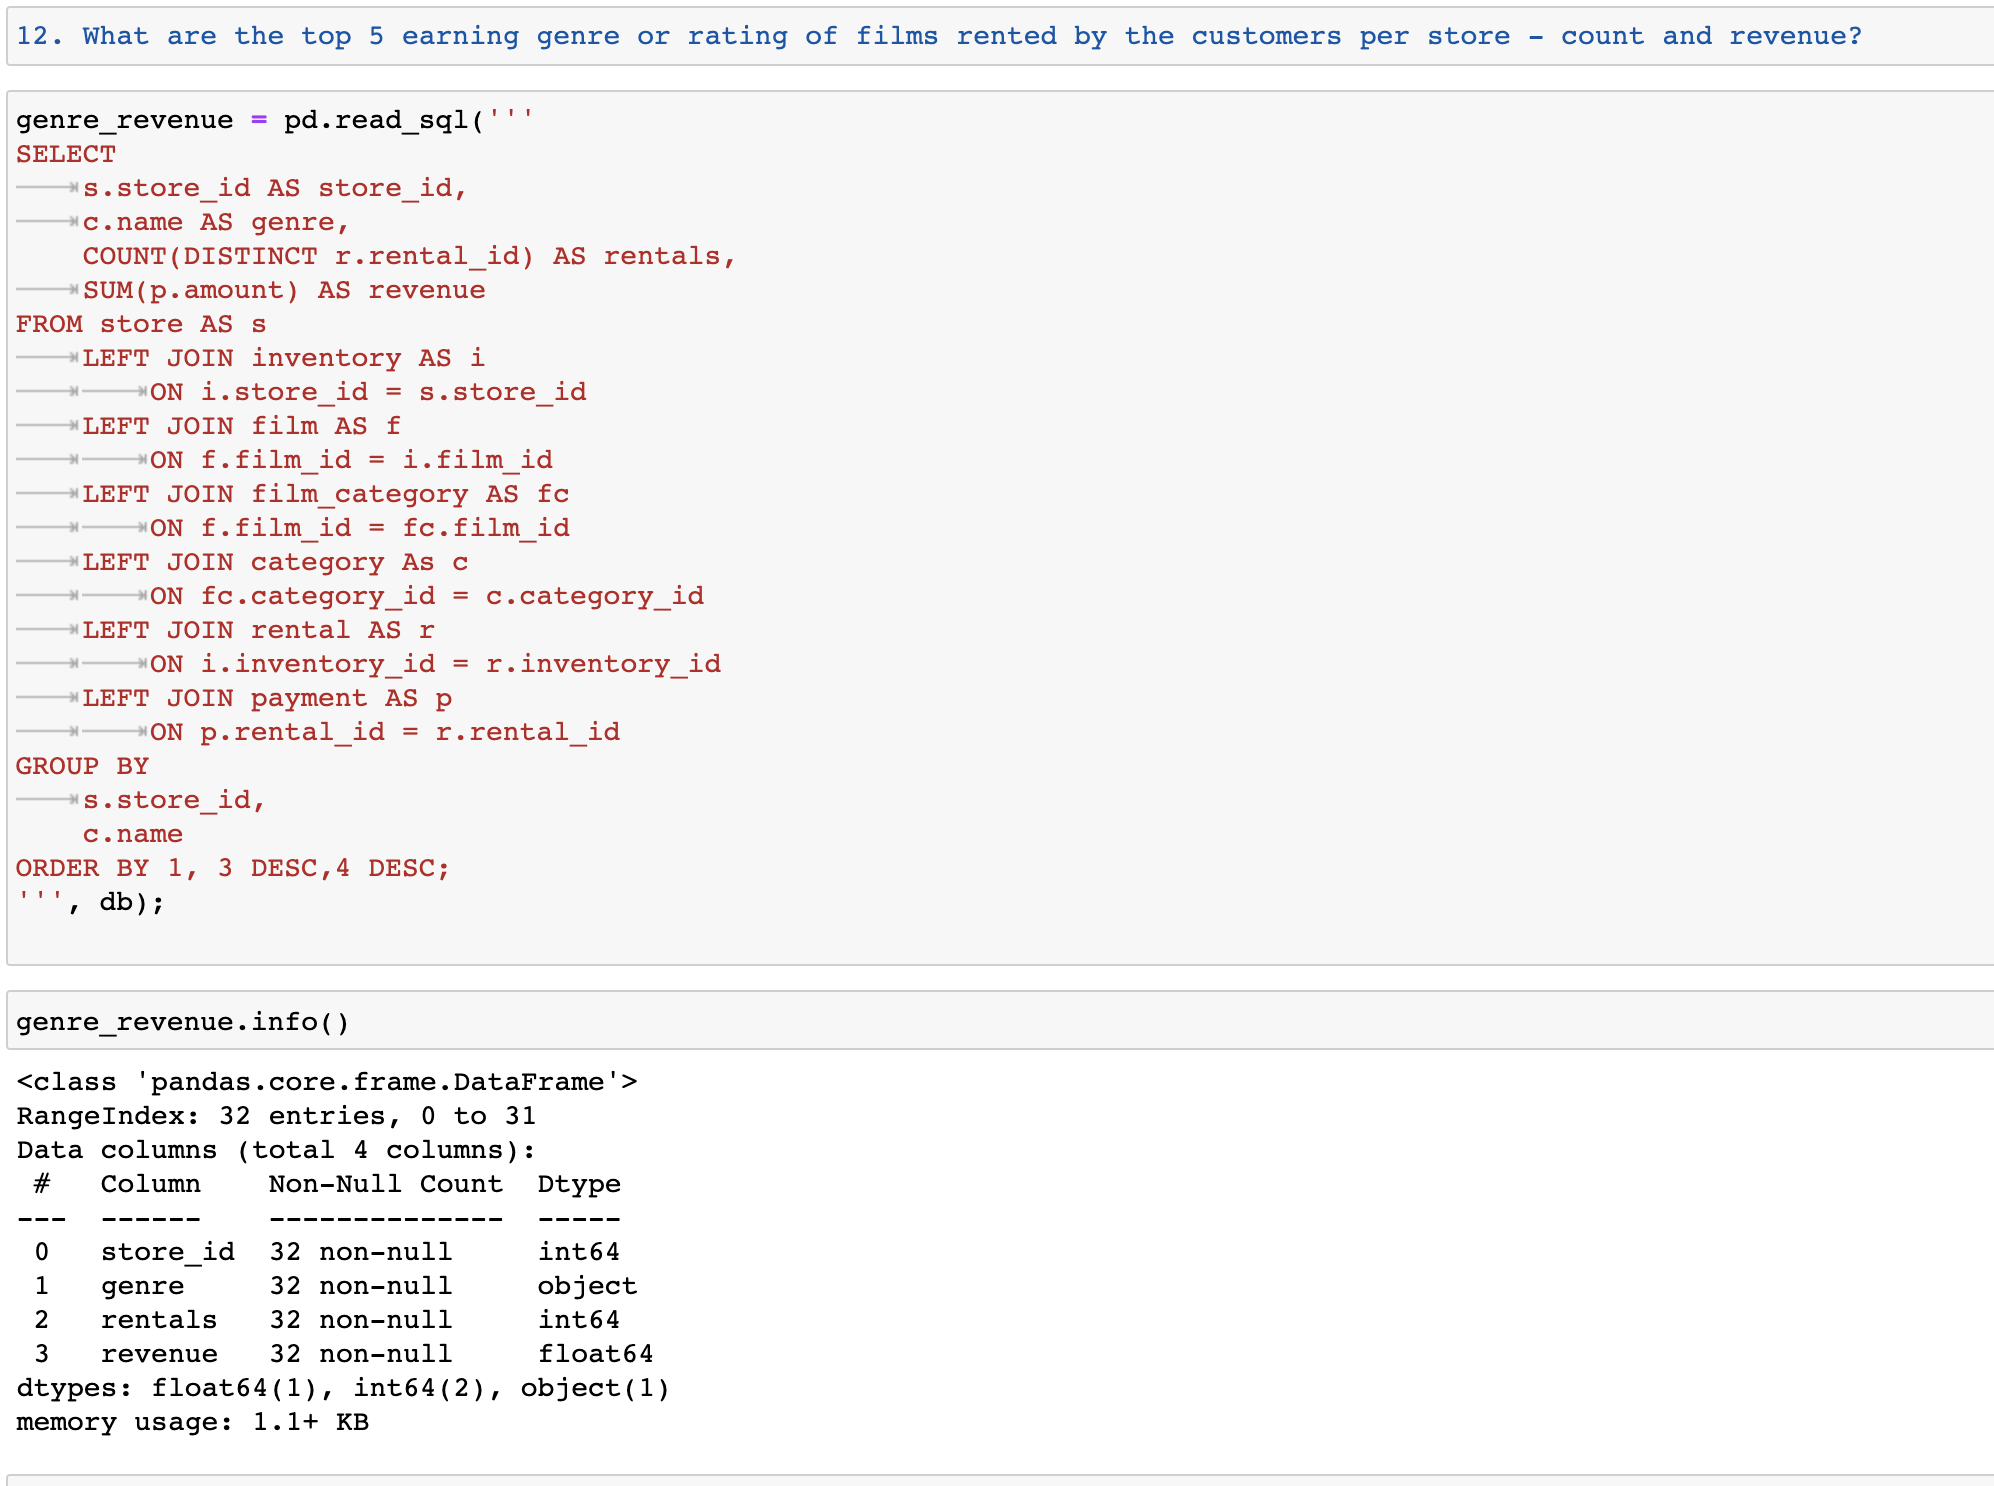 12. What are the top 5 earning genre or rating of films rented by the customers per store - count and revenue?
genre_revenue = pd.read_sql('''
SELECT
s.store_id AS store_id,
c.name AS genre,
COUNT(DISTINCT r.rental_id) AS rentals,
SUM(p.amount) AS revenue
FROM store AS s
LEFT JOIN inventory AS i
ON i.store_id = s.store_id
LEFT JOIN film AS f
ON f.film_id = i.film_id
LEFT JOIN film_category AS fc
ON f.film_id = fc.film_id
LEFT JOIN category As c
ON fc.category_id = c.category_id
LEFT JOIN rental AS r
ON i.inventory_id = r.inventory_id
LEFT JOIN payment AS p
ON p.rental_id = r.rental_id
GROUP BY
s.store_id,
c.name
ORDER BY 1, 3 DESC,4 DESC;
''', db);
genre_revenue.info()
<class 'pandas.core.frame.DataFrame'>
RangeIndex: 32 entries, 0 to 31
Data columns (total 4 columns):
#   Column    Non-Null Count  Dtype
---  ------    --------------  -----
0   store_id  32 non-null     int64
1   genre     32 non-null     object
2   rentals   32 non-null     int64
3   revenue   32 non-null     float64
dtypes: float64(1), int64(2), object(1)
memory usage: 1.1+ KB